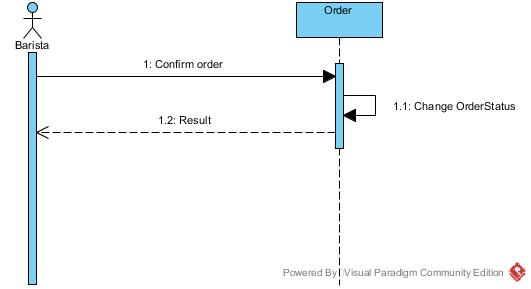 Order
Barista
1: Confirm order
1.1: Change OrderStatus
1.2: Result
Powered By Visual Paradigm Community Edition